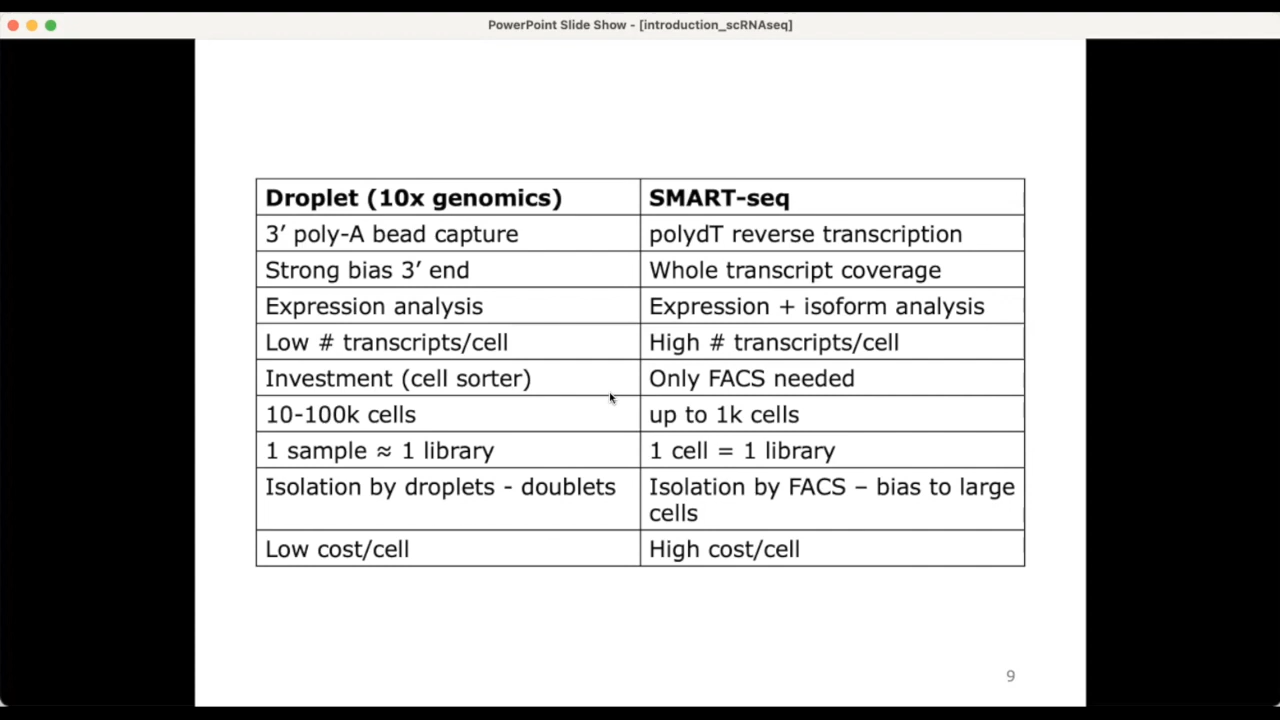 PowerPoint Slide Show - [introduction_scRNAseq]
Droplet (10x genomics) SMART-seq
3’ poly-A bead capture polydT reverse transcription
Strong bias 3’ end Whole transcript coverage
Expression analysis Expression + isoform analysis
Low # transcripts/cell High # transcripts/cell
Investment (cell sorter) Only FACS needed
10-100k cells up to 1k cells
1 sample ≈ 1 library 1 cell = 1 library
Isolation by droplets - doublets Isolation by FACS – bias to large
cells
Low cost/cell High cost/cell
9